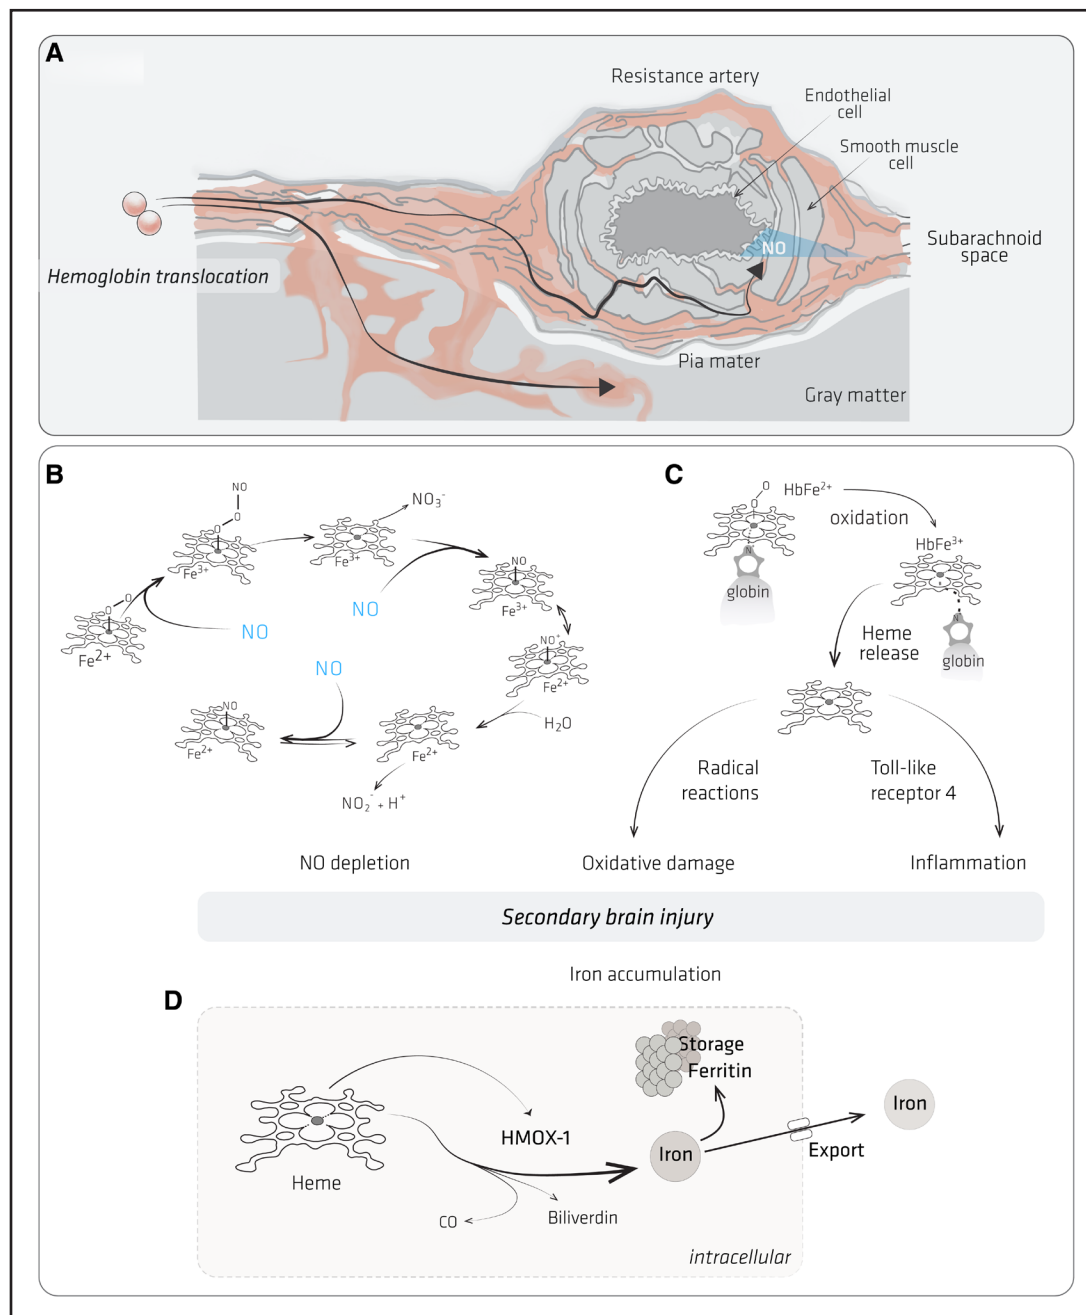 A
Resistance artery
Endothelial
cell
Smooth muscle
cell
NO
Subarachnoid
space
Hemoglobin translocation
Pia mater
Gray matter
B
NO
O
O
Fe3+
Fe3+
NO3-
NO
Fe3+
O
O
Fe2+
NO
NO
NO+
Fe2+
NO
NO
Fe2+
Fe2+
H2O
NO2- + H+
NO depletion
C
O
O
HbFe2+
oxidation
N
globin
HbFe3+
N
globin
Heme
release
Radical
reactions
Toll-like
receptor 4
Oxidative damage
Inflammation
Secondary brain injury
Iron accumulation
D
Storage
Ferritin
HMOX-1
Iron
Iron
Export
Heme
CO
Biliverdin
intracellular